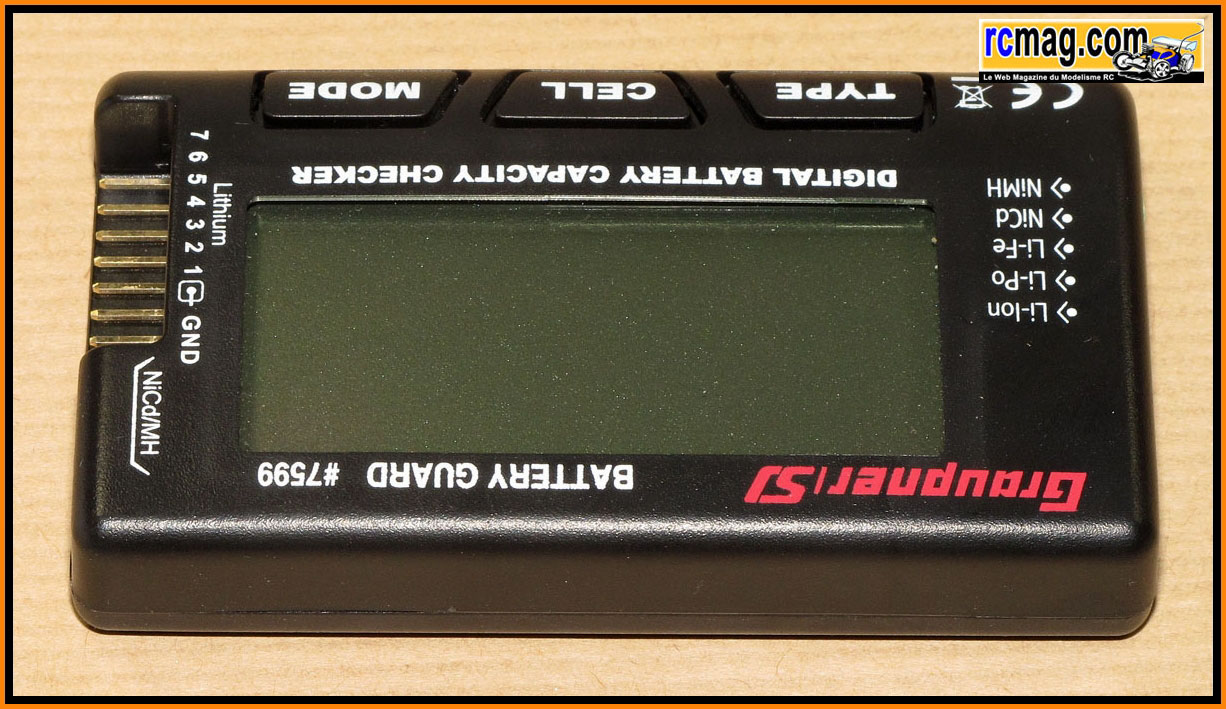 rcmag.com
Le Web Magazine du Modelisme RC
Graupner|SJ
BATTERY GUARD #7599
Li-Ion
Li-Po
Li-Fe
NiCd
NiMH
DIGITAL BATTERY CAPACITY CHECKER
CE
TYPE
CELL
MODE
7 6 5 4 3 2 1 GND
Lithium
NiCd/MH